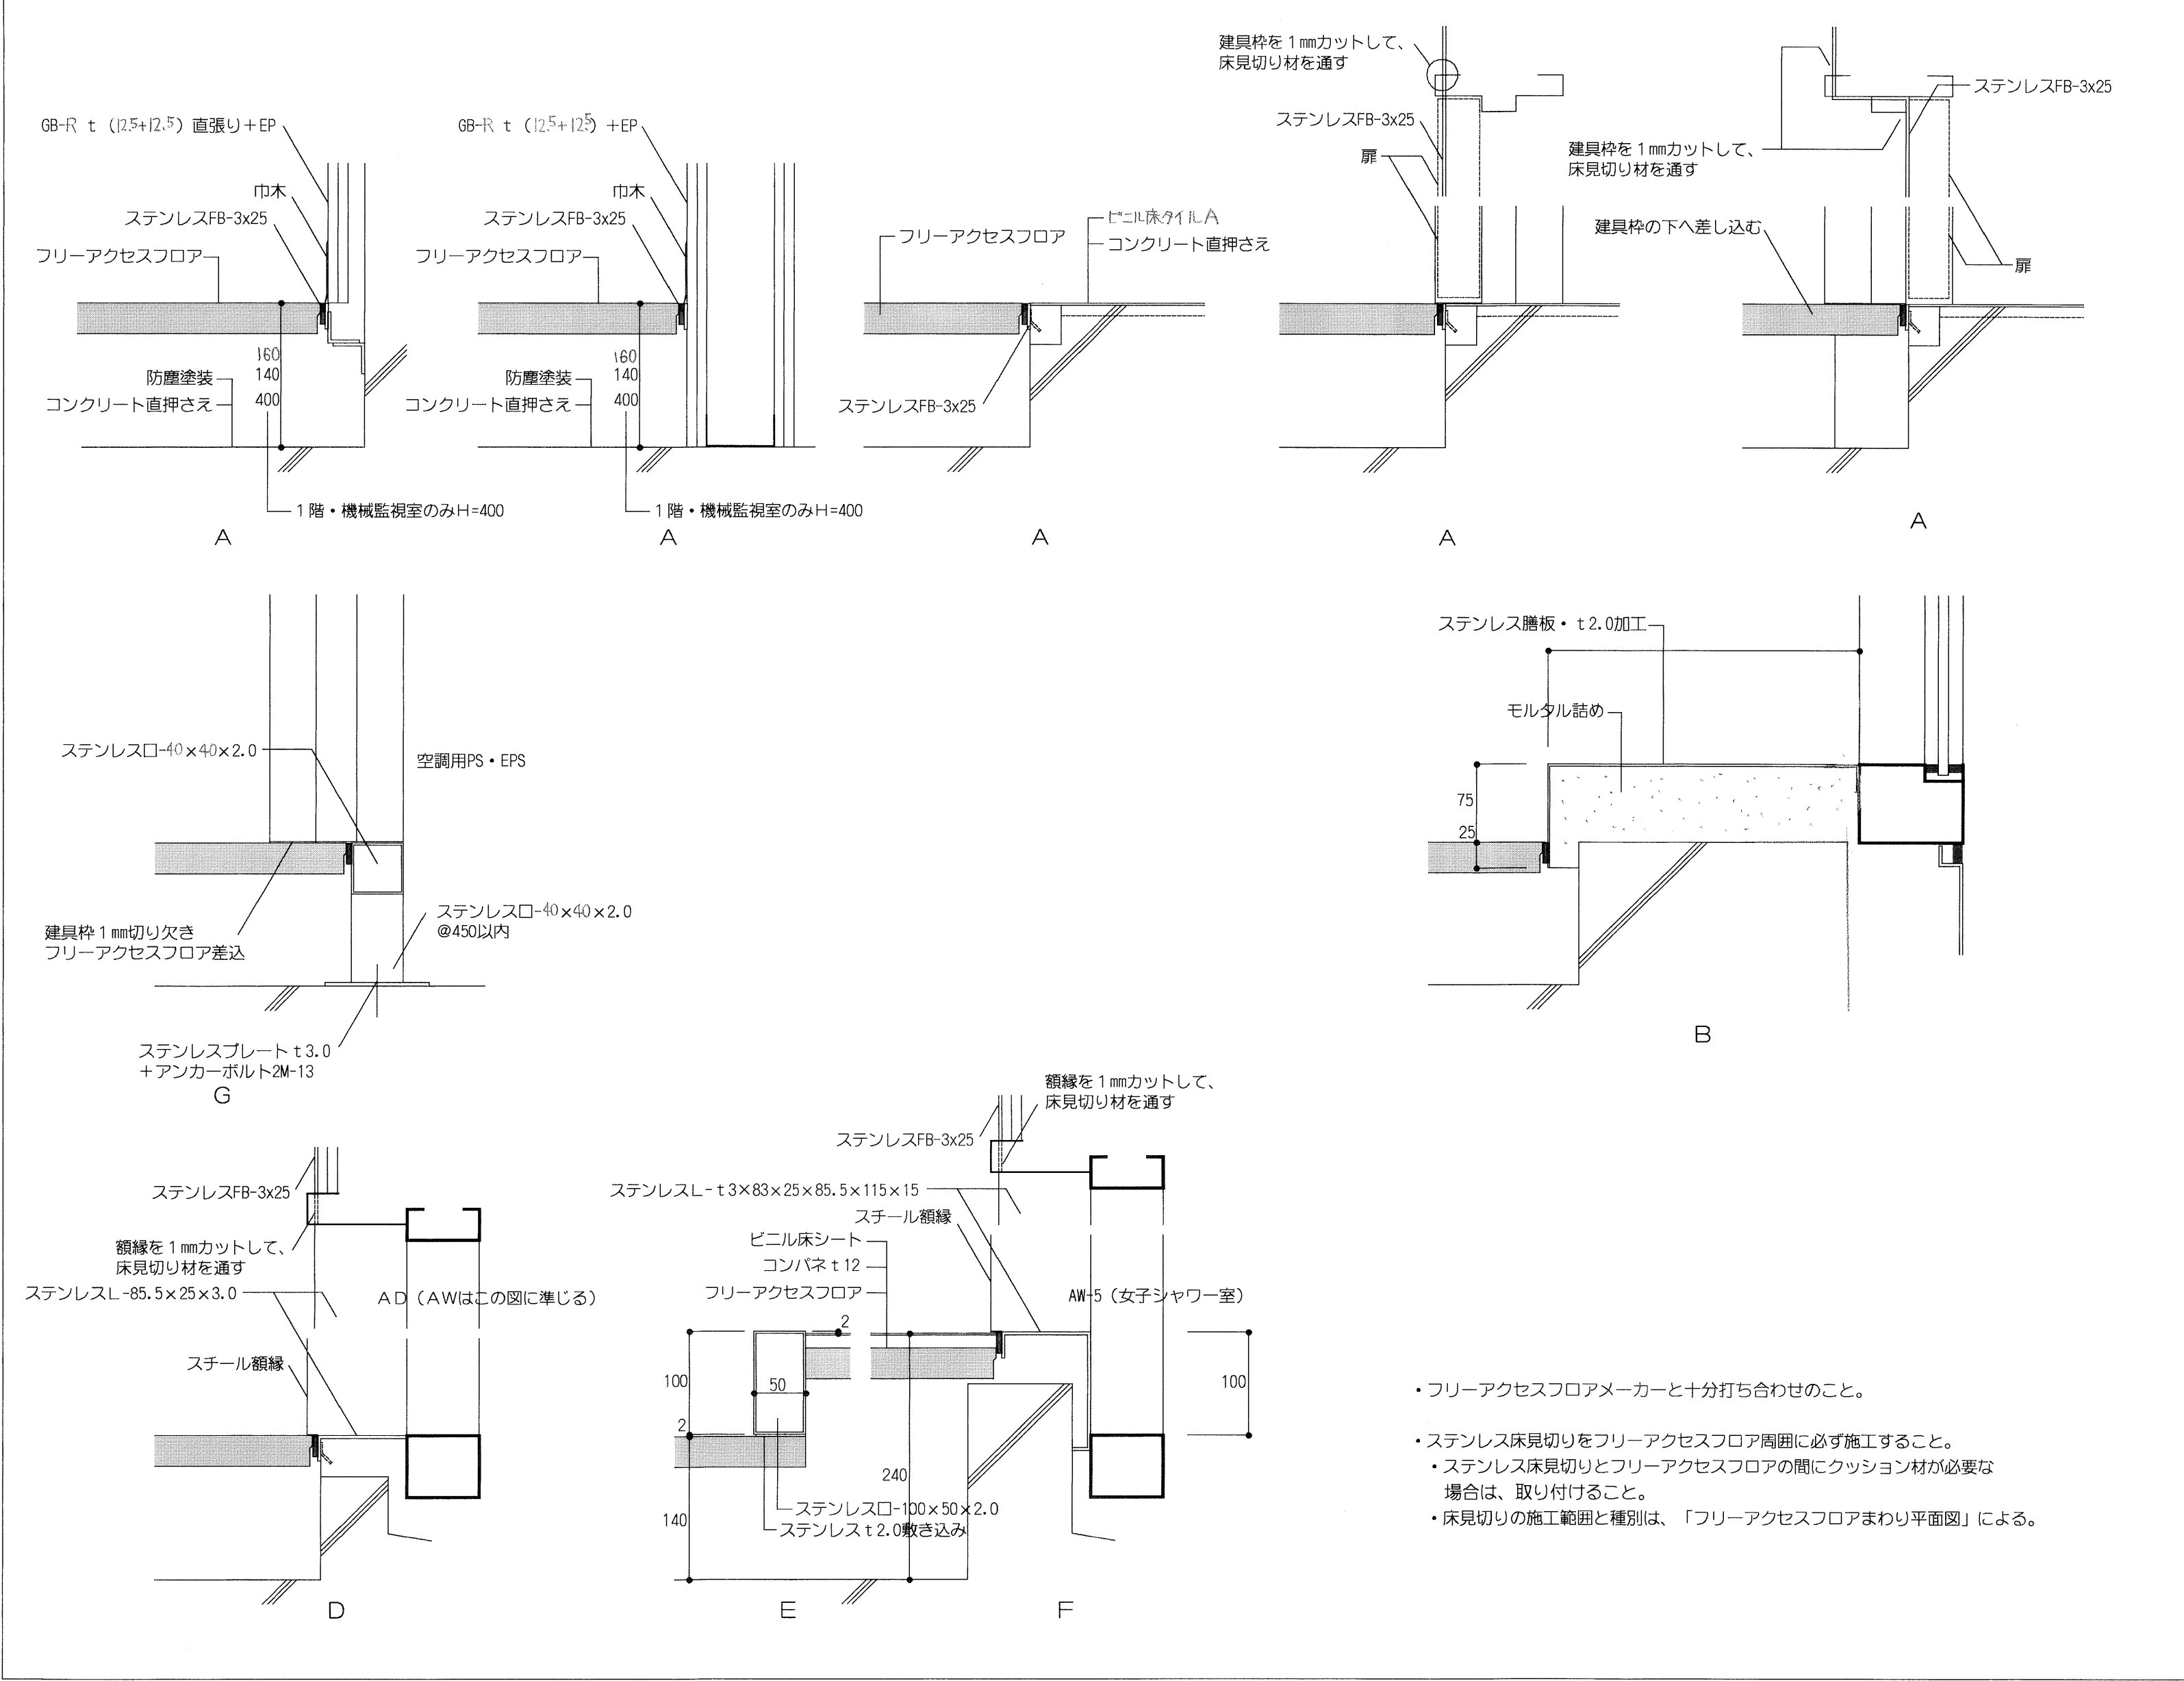 GB-R t (12.5+12.5) 直張り＋EP
巾木
ステンレスFB-3x25
フリーアクセスフロア
160
140
400
防塵塗装
コンクリート直押さえ
1階・機械監視室のみH=400
A
GB-R t (12.5+12.5) ＋EP
巾木
ステンレスFB-3x25
フリーアクセスフロア
160
140
400
防塵塗装
コンクリート直押さえ
1階・機械監視室のみH=400
A
フリーアクセスフロア
ビニル床タイルA
コンクリート直押さえ
ステンレスFB-3x25
A
建具枠を1mmカットして、
床見切り材を通す
ステンレスFB-3x25
扉
A
ステンレスFB-3x25
建具枠を1mmカットして、
床見切り材を通す
建具枠の下へ差し込む
扉
A
ステンレス口-40×40×2.0
空調用PS・EPS
ステンレス口-40×40×2.0
@450以内
建具枠1mm切り欠き
フリーアクセスフロア差込
ステンレスプレートt3.0
＋アンカーボルト2M-13
G
ステンレス膳板・t2.0加工
モルタル詰め
75
25
B
ステンレスFB-3x25
額縁を1mmカットして、
床見切り材を通す
ステンレスL-85.5×25×3.0
AD（AWはこの図に準じる）
スチール額縁
D
額縁を1mmカットして、
床見切り材を通す
ステンレスFB-3x25
ステンレスL-t3×83×25×85.5×115×15
スチール額縁
ビニル床シート
コンパネt12
フリーアクセスフロア
AW-5（女子シャワー室）
2
100
50
100
2
240
ステンレス口-100×50×2.0
ステンレスt2.0敷き込み
140
E
F
・フリーアクセスフロアメーカーと十分打ち合わせのこと。
・ステンレス床見切りをフリーアクセスフロア周囲に必ず施工すること。
・ステンレス床見切りとフリーアクセスフロアの間にクッション材が必要な
場合は、取り付けること。
・床見切りの施工範囲と種別は、「フリーアクセスフロアまわり平面図」による。